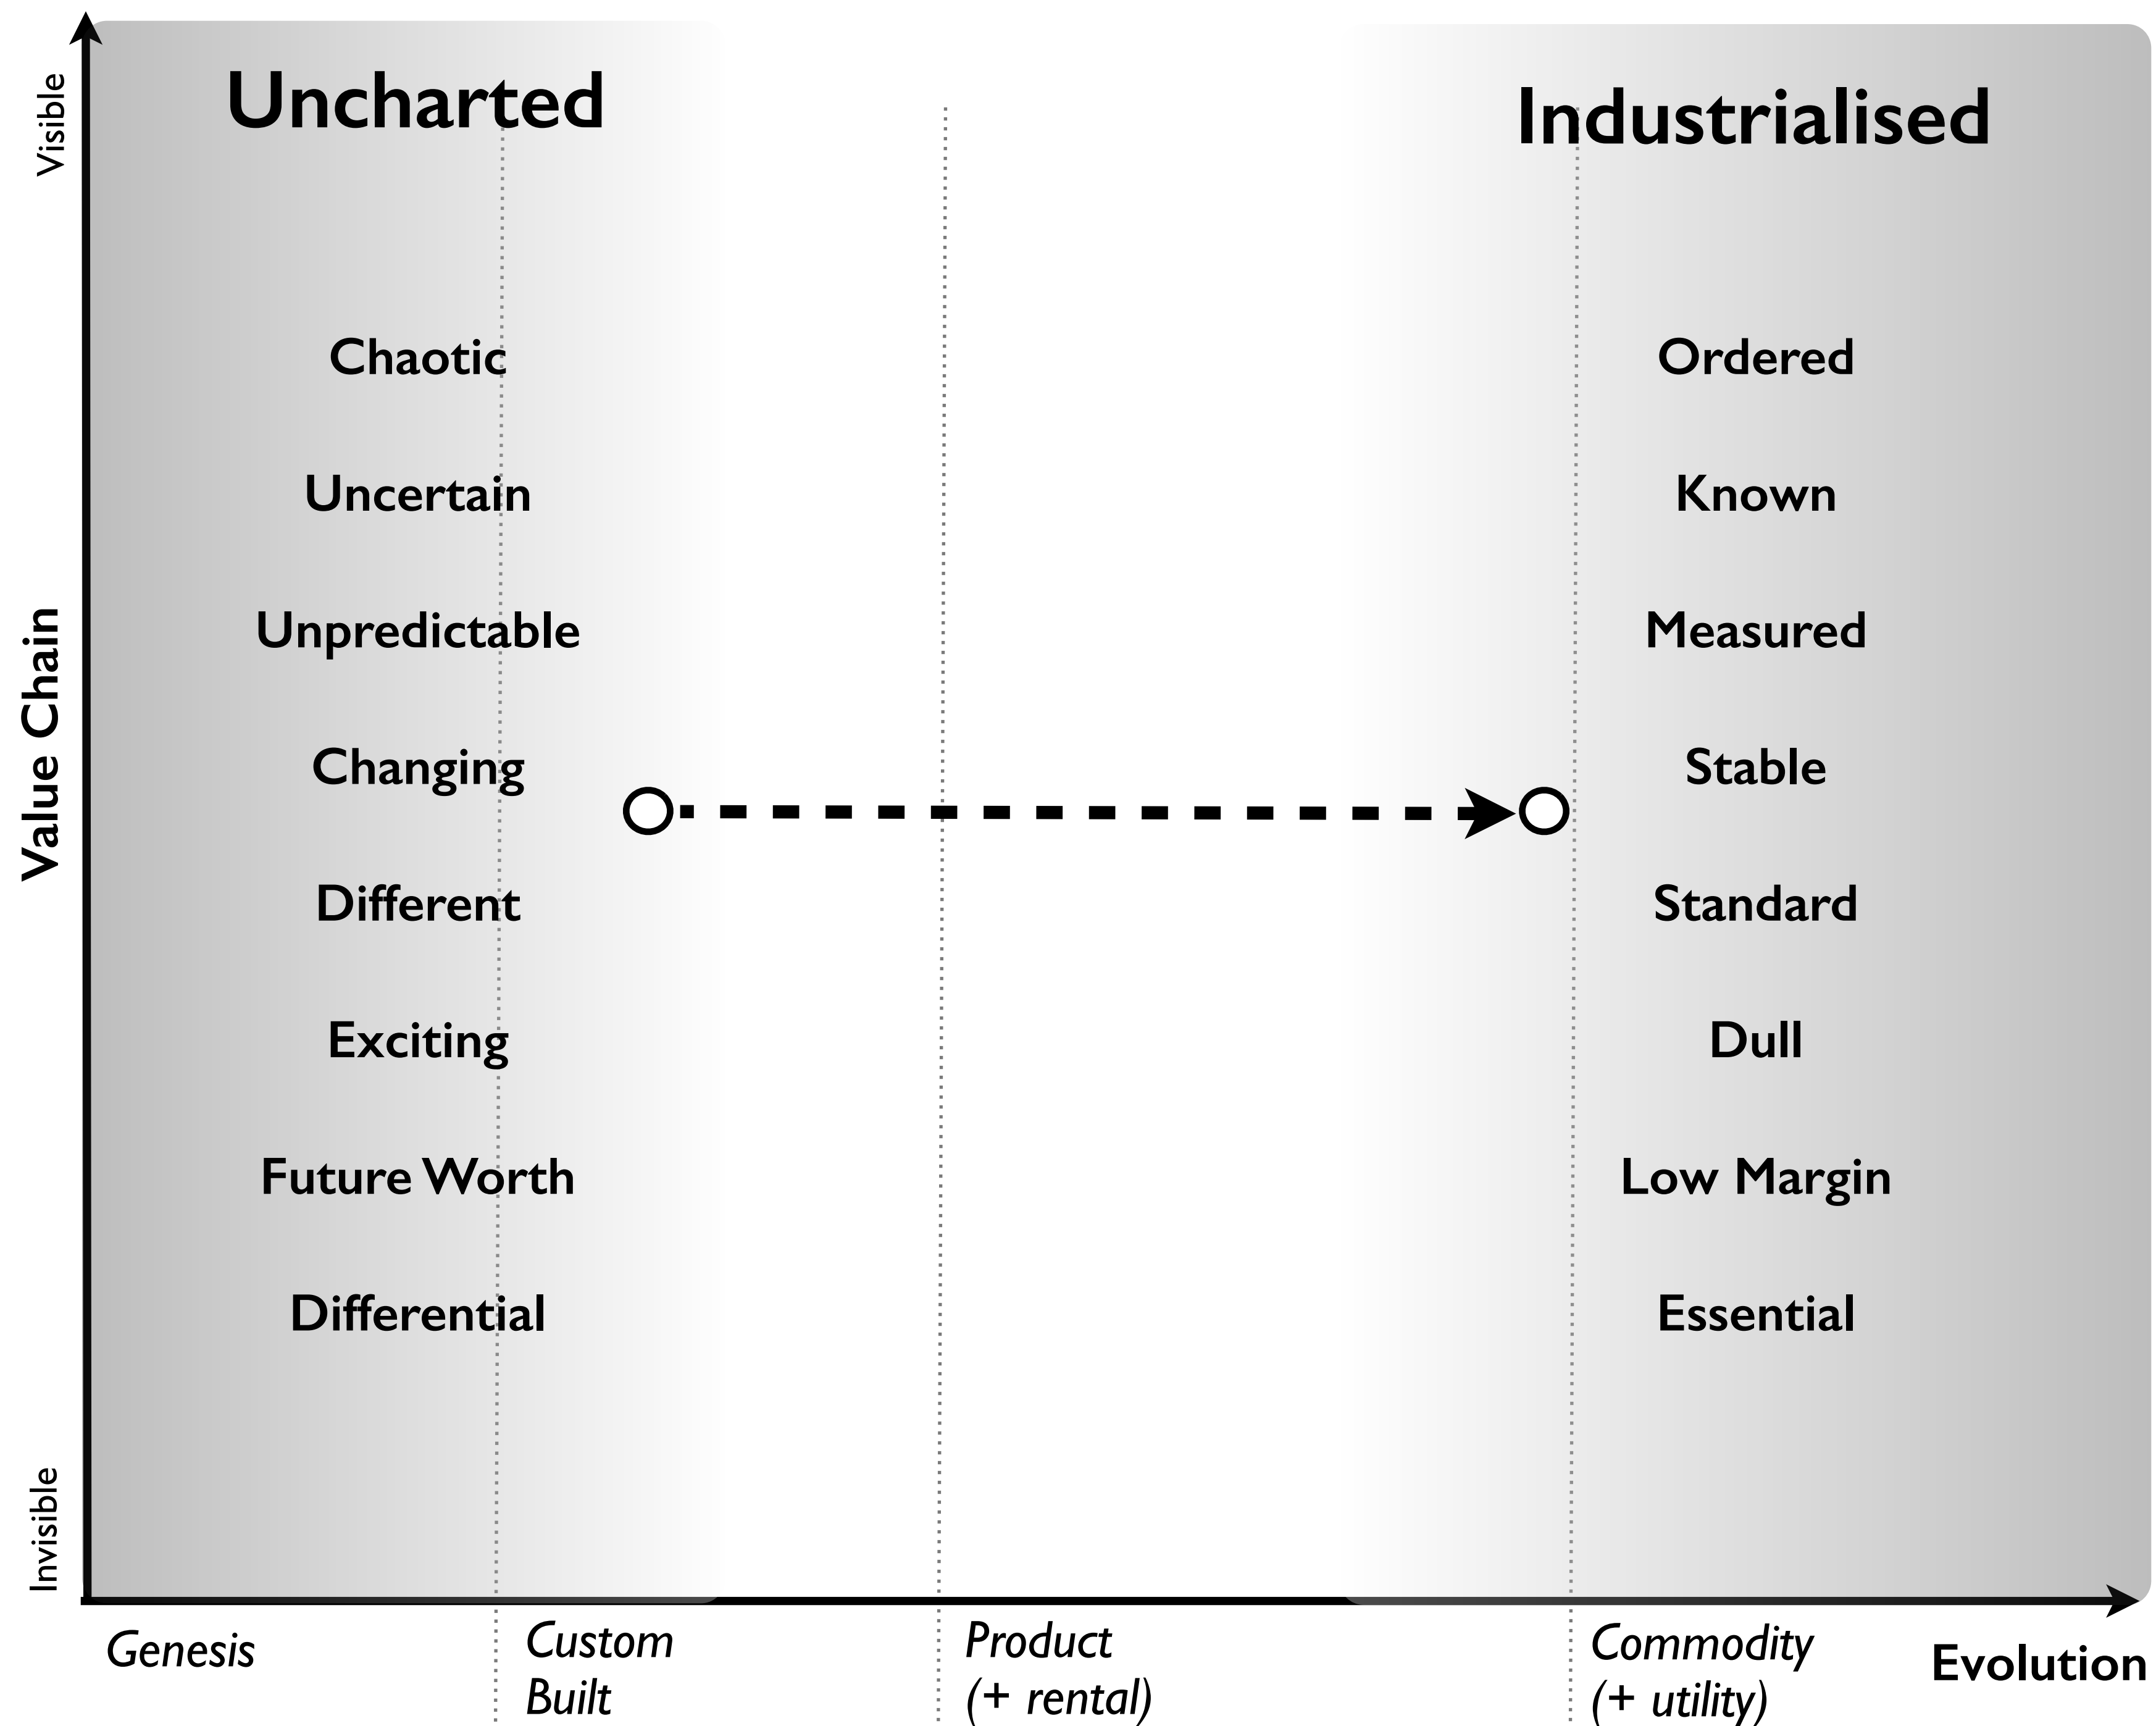 Visible
Uncharted
Industrialised
Chaotic
Ordered
Uncertain
Known
Unpredictable
Measured
Value Chain
Changing
Stable
Different
Standard
Exciting
Dull
Future Worth
Low Margin
Differential
Essential
Invisible
Genesis
Custom
Built
Product
(+ rental)
Commodity
(+ utility)
Evolution